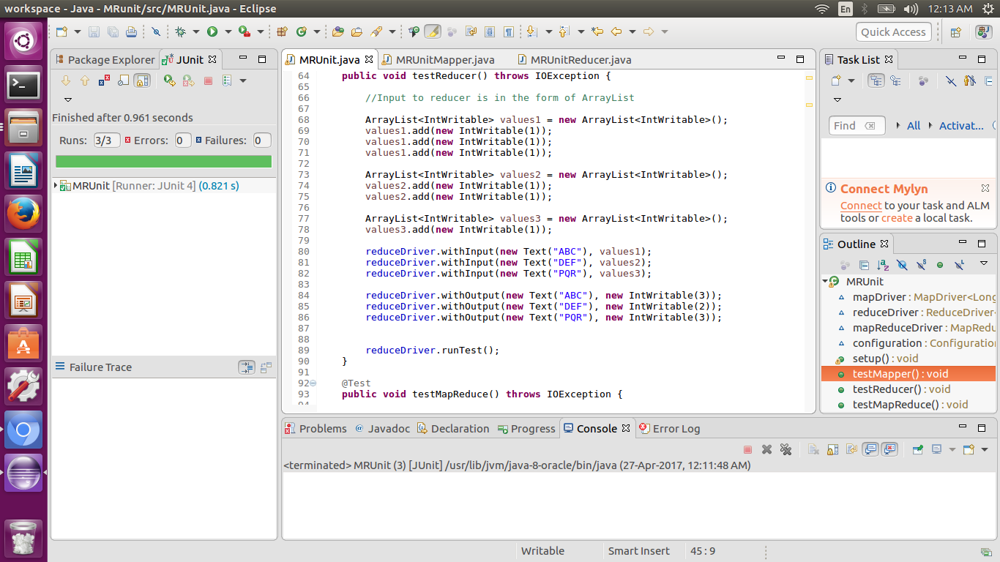 workspace - Java - MRunit/src/MRUnit.java - Eclipse
En
12:13 AM
Quick Access
Package Explorer
JUnit
Finished after 0.961 seconds
Runs: 3/3
Errors: 0
Failures: 0
MRUnit [Runner: JUnit 4] (0.821 s)
Failure Trace
MRUnit.java
MRUnitMapper.java
MRUnitReducer.java
64 public void testReducer() throws IOException {
65
66 //Input to reducer is in the form of ArrayList
67
68 ArrayList<IntWritable> values1 = new ArrayList<IntWritable>();
69 values1.add(new IntWritable(1));
70 values1.add(new IntWritable(1));
71 values1.add(new IntWritable(1));
72
73 ArrayList<IntWritable> values2 = new ArrayList<IntWritable>();
74 values2.add(new IntWritable(1));
75 values2.add(new IntWritable(1));
76
77 ArrayList<IntWritable> values3 = new ArrayList<IntWritable>();
78 values3.add(new IntWritable(1));
79
80 reduceDriver.withInput(new Text("ABC"), values1);
81 reduceDriver.withInput(new Text("DEF"), values2);
82 reduceDriver.withInput(new Text("PQR"), values3);
83
84 reduceDriver.withOutput(new Text("ABC"), new IntWritable(3));
85 reduceDriver.withOutput(new Text("DEF"), new IntWritable(2));
86 reduceDriver.withOutput(new Text("PQR"), new IntWritable(3));
87
88
89 reduceDriver.runTest();
90 }
91
92 @Test
93 public void testMapReduce() throws IOException {
Task List
Find
All
Activat...
Connect Mylyn
Connect to your task and ALM
tools or create a local task.
Outline
MRUnit
mapDriver : MapDriver<Long
reduceDriver : ReduceDriver
mapReduceDriver : MapRedu
configuration : Configuration
setup() : void
testMapper() : void
testReducer() : void
testMapReduce() : void
Problems
@ Javadoc
Declaration
Progress
Console
Error Log
<terminated> MRUnit (3) [JUnit] /usr/lib/jvm/java-8-oracle/bin/java (27-Apr-2017, 12:11:48 AM)
Writable
Smart Insert
45 : 9